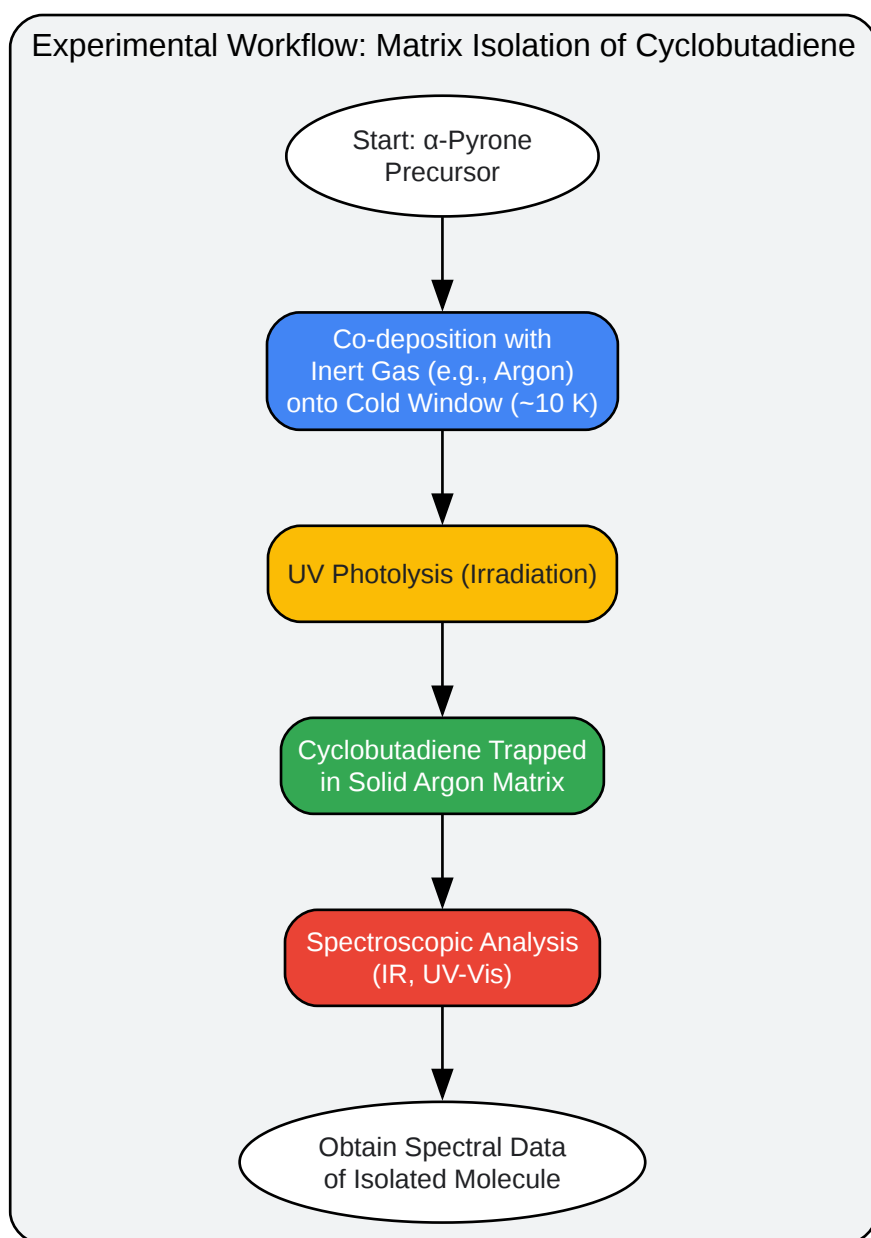 Experimental Workflow: Matrix Isolation of Cyclobutadiene
Start: α-Pyrone
Precursor
Co-deposition with
Inert Gas (e.g., Argon)
onto Cold Window (~10 K)
UV Photolysis (Irradiation)
Cyclobutadiene Trapped
in Solid Argon Matrix
Spectroscopic Analysis
(IR, UV-Vis)
Obtain Spectral Data
of Isolated Molecule